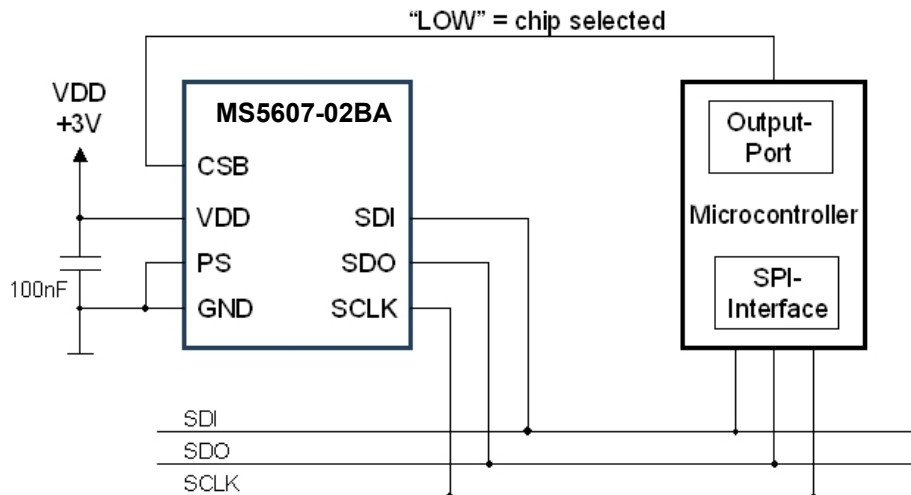 “LOW” = chip selected
VDD
+3V
MS5607-02BA
CSB
VDD
PS
GND
SDI
SDO
SCLK
100nF
Output-
Port
Microcontroller
SPI-
Interface
SDI
SDO
SCLK